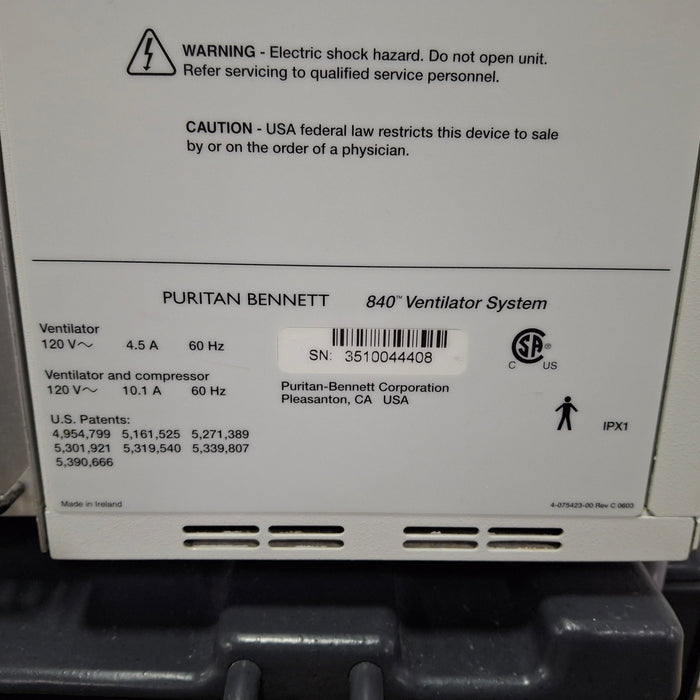 WARNING - Electric shock hazard. Do not open unit.
Refer servicing to qualified service personnel.
CAUTION - USA federal law restricts this device to sale
by or on the order of a physician.
PURITAN BENNETT 840™ Ventilator System
Ventilator
120 V~ 4.5 A 60 Hz
SN: 3510044408
SA®
C US
Ventilator and compressor
120 V~ 10.1 A 60 Hz
Puritan-Bennett Corporation
Pleasanton, CA USA
U.S. Patents:
4,954,799 5,161,525 5,271,389
5,301,921 5,319,540 5,339,807
5,390,666
IPX1
Made in Ireland
4-075423-00 Rev C 0603